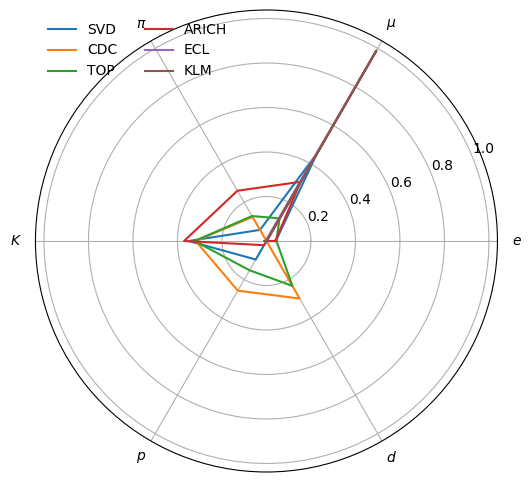 π
μ
SVD ARICH
CDC ECL
TOP KLM
1.0
0.8
0.6
0.4
0.2
K
e
p
d